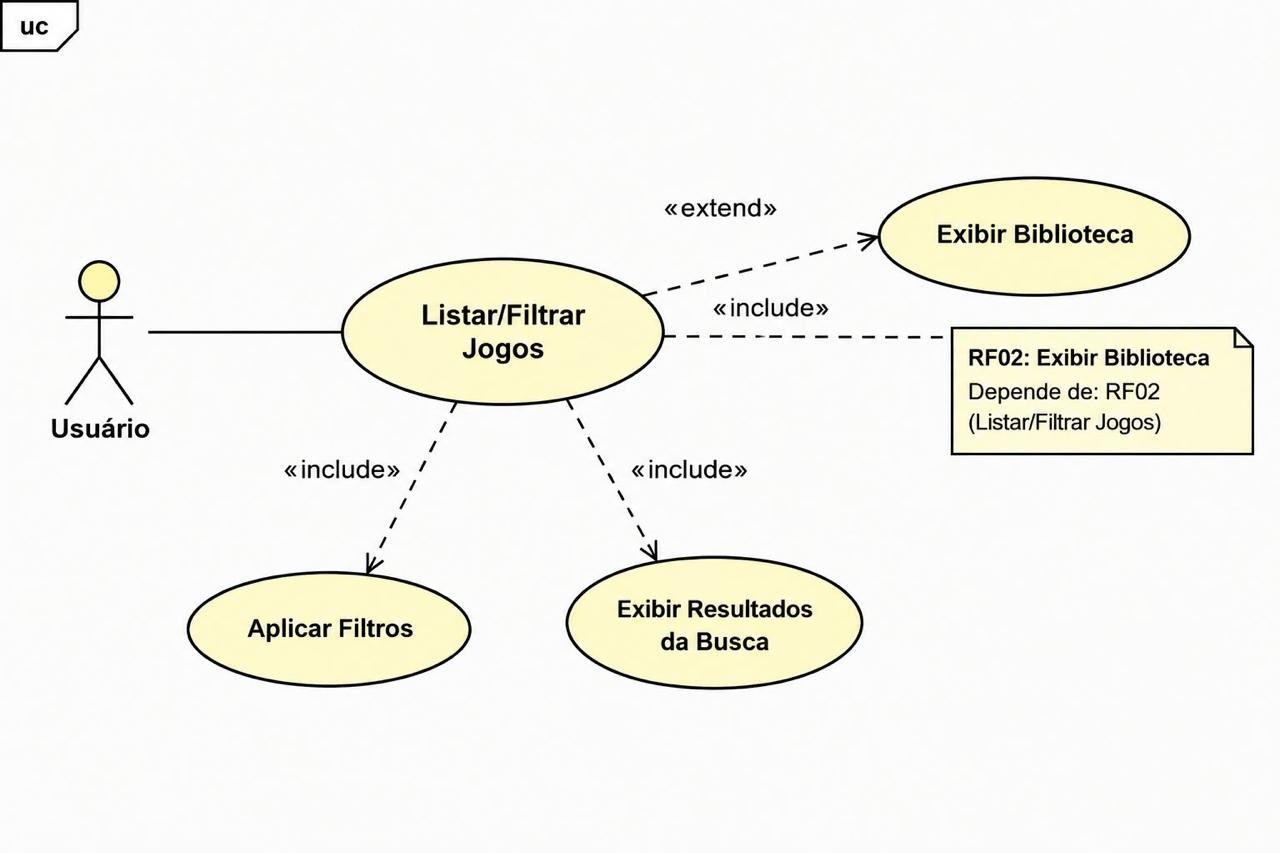 uc
«extend»
Exibir Biblioteca
«include»
Listar/Filtrar
Jogos
RF02: Exibir Biblioteca
Depende de: RF02
(Listar/Filtrar Jogos)
Usuário
«include»
«include»
Aplicar Filtros
Exibir Resultados
da Busca